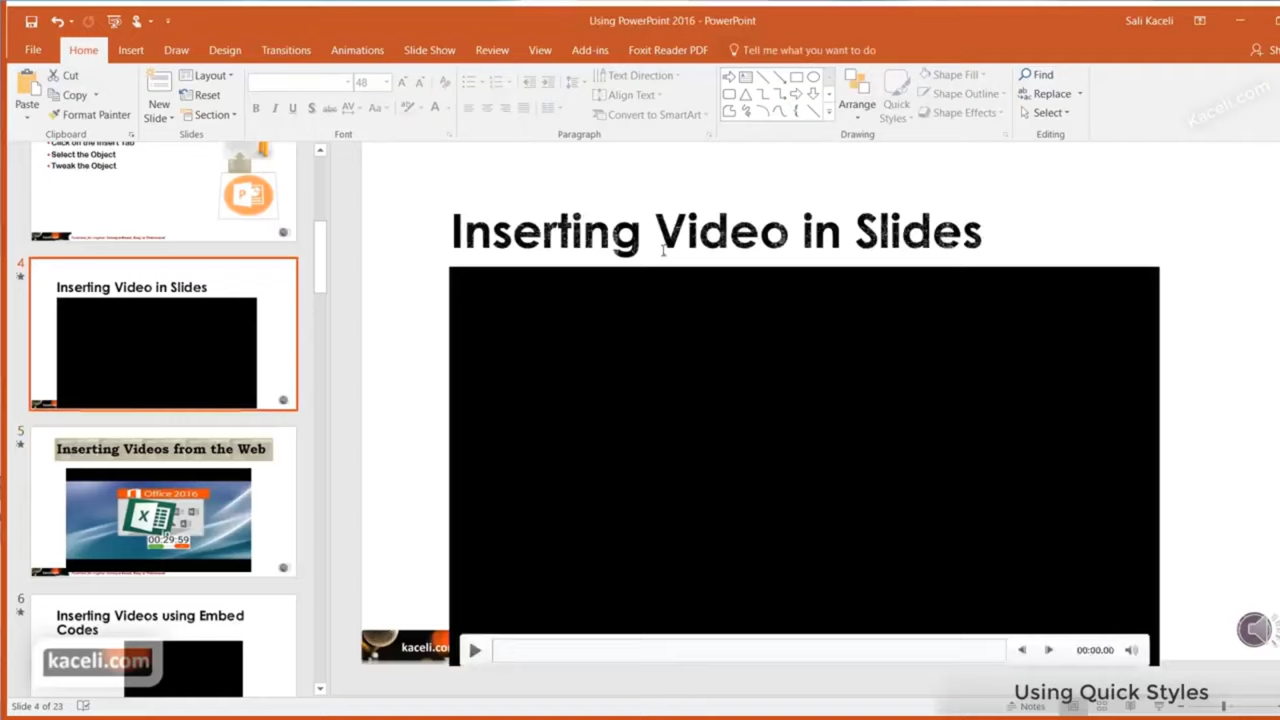 Using PowerPoint 2016 - PowerPoint
Sali Kaceli
File Home Insert Draw Design Transitions Animations Slide Show Review View Add-ins Foxit Reader PDF Tell me what you want to do
Paste
Cut
Copy
Format Painter
Clipboard
New Slide
Layout
Reset
Section
Slides
48
B I U S abc AV Aa A
Font
Text Direction
Align Text
Convert to SmartArt
Paragraph
Arrange
Quick Styles
Shape Fill
Shape Outline
Shape Effects
Drawing
Find
Replace
Select
Editing
Kaceli.com
• Select the Object
• Tweak the Object
4
Inserting Video in Slides
5
Inserting Videos from the Web
Office 2016
00:29:59
6
Inserting Videos using Embed
Codes
kaceli.com
Inserting Video in Slides
00:00.00
Using Quick Styles
Slide 4 of 23
Notes